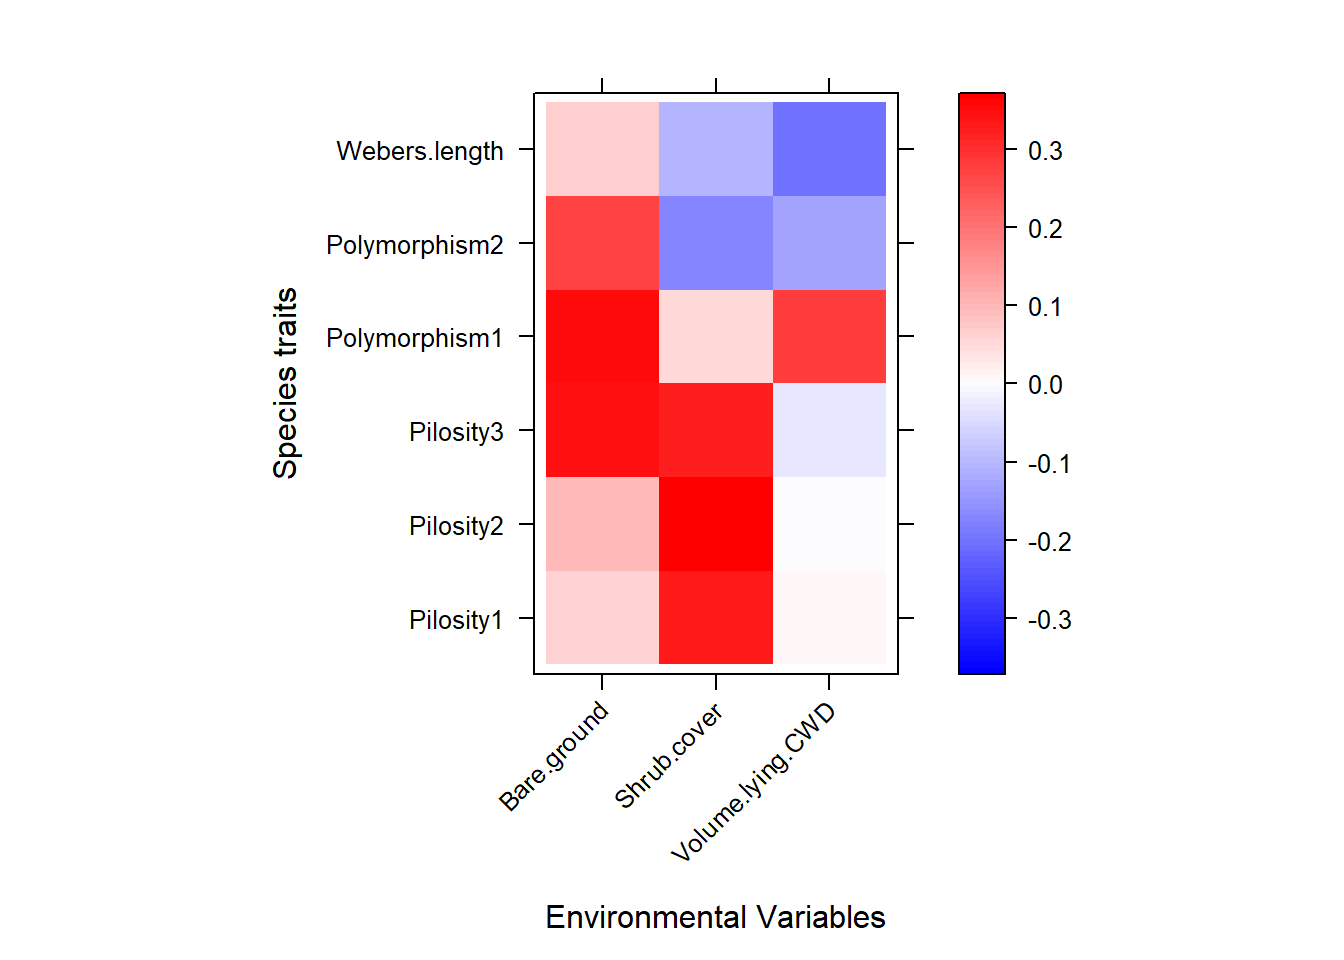 Species traits
Webers.length
Polymorphism2
Polymorphism1
Pilosity3
Pilosity2
Pilosity1
Bare.ground
Shrub.cover
Volume.lying.CWD
Environmental Variables
0.3
0.2
0.1
0.0
-0.1
-0.2
-0.3